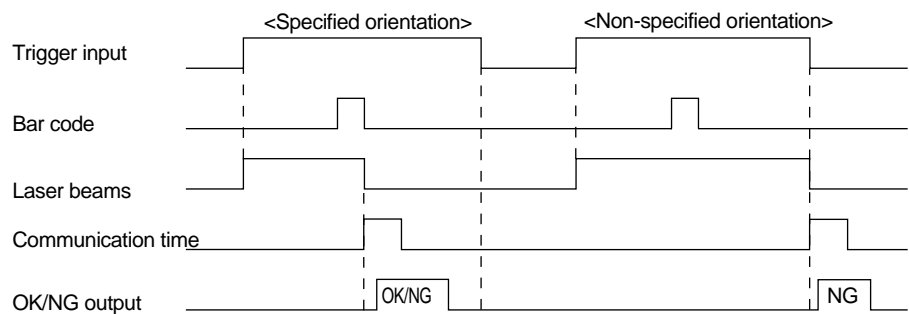 <Specified orientation> <Non-specified orientation>
Trigger input
Bar code
Laser beams
Communication time
OK/NG output OK/NG NG